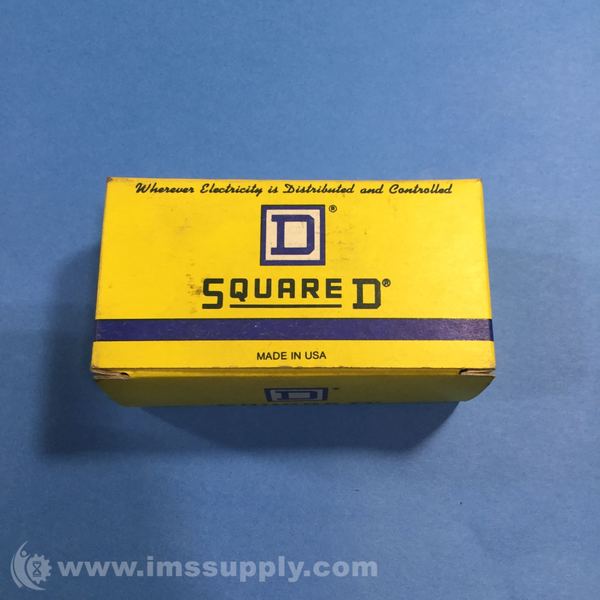 Wherever Electricity is Distributed and Controlled
D®
SQUARE D®
MADE IN USA
D®
www.imssupply.com